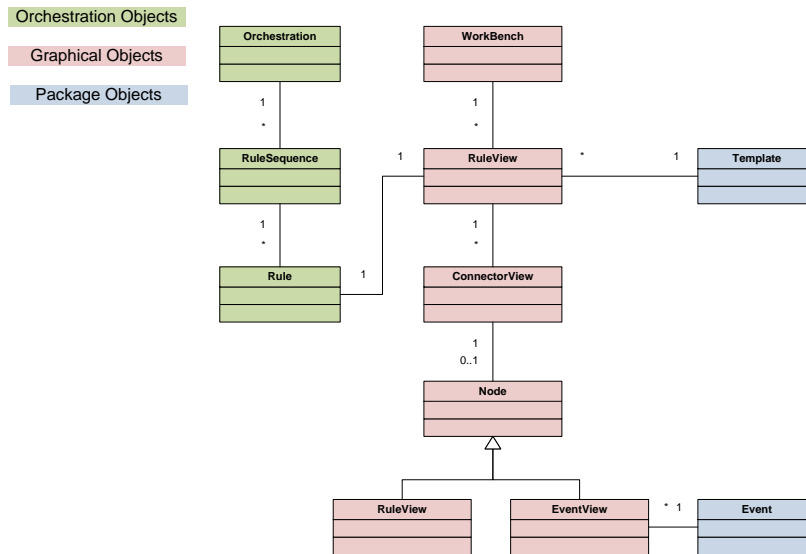 Orchestration Objects
Graphical Objects
Package Objects
Orchestration
WorkBench
1
*
1
*
RuleSequence
1
RuleView
*
1
Template
1
*
1
*
Rule
1
ConnectorView
1
0..1
Node
RuleView
EventView
* 1
Event